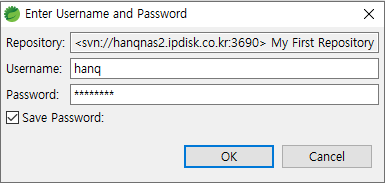 Enter Username and Password
Repository: <svn://hanqnas2.ipdisk.co.kr:3690> My First Repository
Username: hanq
Password: ********
Save Password:
OK Cancel